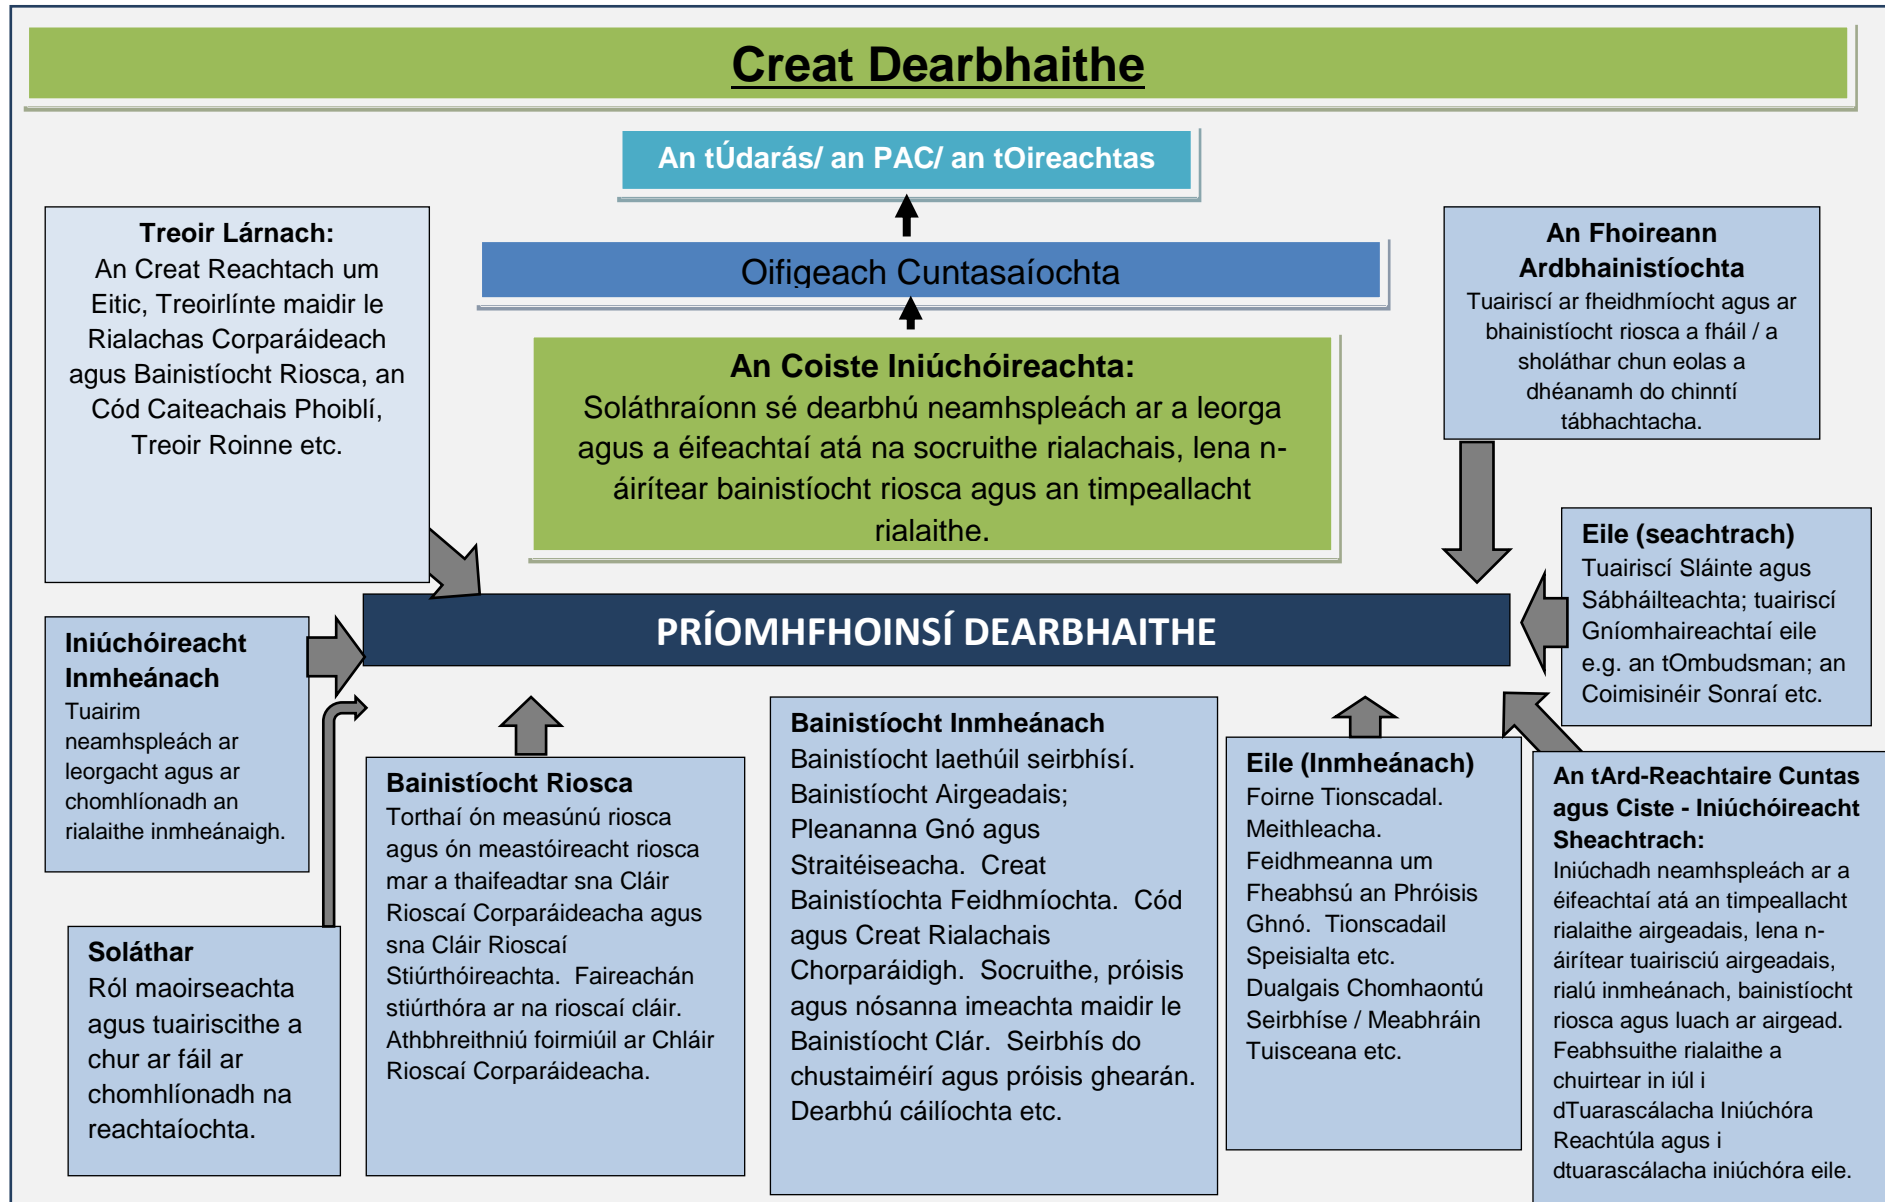 Creat Dearbhaithe
An tÚdarás/ an PAC/ an tOireachtas
Oifigeach Cuntasaíochta
Treoir Lárnach:
An Creat Reachtach um
Eitic, Treoirlínte maidir le
Rialachas Corparáideach
agus Bainistíocht Riosca, an
Cód Caiteachais Phoiblí,
Treoir Roinne etc.
An Coiste Iniúchóireachta:
Soláthraíonn sé dearbhú neamhspleách ar a leorga
agus a éifeachtaí atá na socruithe rialachais, lena n-
áirítear bainistíocht riosca agus an timpeallacht
rialaithe.
An Fhoireann
Ardbhainistíochta
Tuairiscí ar fheidhmíocht agus ar
bhainistíocht riosca a fháil / a
sholáthar chun eolas a
dhéanamh do chinntí
tábhachtacha.
Eile (seachtrach)
Tuairiscí Sláinte agus
Sábháilteachta; tuairiscí
Gníomhaireachtaí eile
e.g. an tOmbudsman; an
Coimisinéir Sonraí etc.
PRÍOMHFHOINSÍ DEARBHAITHE
Iniúchóireacht
Inmheánach
Tuairim
neamhspleách ar
leorgacht agus ar
chomhlíonadh an
rialaithe inmheánaigh.
Soláthar
Ról maoirseachta
agus tuairiscithe a
chur ar fáil ar
chomhlíonadh na
reachtaíochta.
Bainistíocht Riosca
Torthaí ón measúnú riosca
agus ón meastóireacht riosca
mar a thaifeadtar sna Cláir
Rioscaí Corparáideacha agus
sna Cláir Rioscaí
Stiúrthóireachta. Faireachán
stiúrthóra ar na rioscaí cláir.
Athbhreithniú foirmiúil ar Chláir
Rioscaí Corparáideacha.
Bainistíocht Inmheánach
Bainistíocht laethúil seirbhísí.
Bainistíocht Airgeadais;
Pleananna Gnó agus
Straitéiseacha. Creat
Bainistíochta Feidhmíochta. Cód
agus Creat Rialachais
Chorparáidigh. Socruithe, próisis
agus nósanna imeachta maidir le
Bainistíocht Clár. Seirbhís do
chustaiméirí agus próisis ghearán.
Dearbhú cáilíochta etc.
Eile (Inmheánach)
Foirne Tionscadal.
Meithleacha.
Feidhmeanna um
Fheabhsú an Phróisis
Ghnó. Tionscadail
Speisialta etc.
Dualgais Chomhaontú
Seirbhíse / Meabhráin
Tuisceana etc.
An tArd-Reachtaire Cuntas
agus Ciste - Iniúchóireacht
Sheachtrach:
Iniúchadh neamhspleách ar a
éifeachtaí atá an timpeallacht
rialaithe airgeadais, lena n-
áirítear tuairisciú airgeadais,
rialú inmheánach, bainistíocht
riosca agus luach ar airgead.
Feabhsuithe rialaithe a
chuirtear in iúl i
dTuarascálacha Iniúchóra
Reachtúla agus i
dtuarascálacha iniúchóra eile.